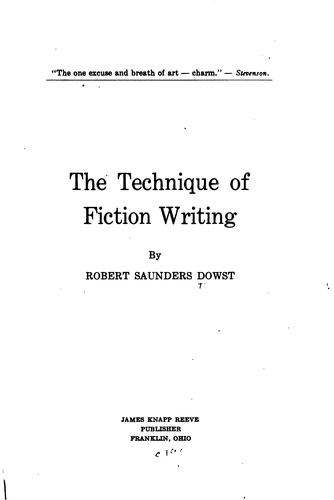 "The one excuse and breath of art — charm." — Stevenson.
The Technique of
Fiction Writing
By
ROBERT SAUNDERS DOWST
JAMES KNAPP REEVE
PUBLISHER
FRANKLIN, OHIO